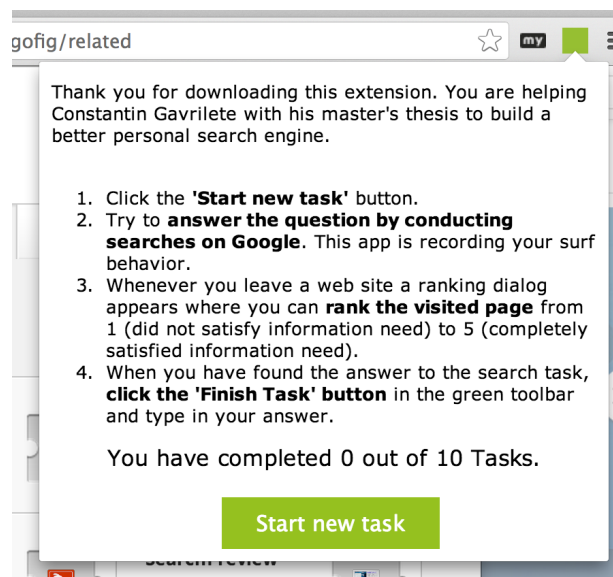 gofig/related
my
Thank you for downloading this extension. You are helping
Constantin Gavrilete with his master's thesis to build a
better personal search engine.
1. Click the 'Start new task' button.
2. Try to answer the question by conducting
searches on Google. This app is recording your surf
behavior.
3. Whenever you leave a web site a ranking dialog
appears where you can rank the visited page from
1 (did not satisfy information need) to 5 (completely
satisfied information need).
4. When you have found the answer to the search task,
click the 'Finish Task' button in the green toolbar
and type in your answer.
You have completed 0 out of 10 Tasks.
Start new task